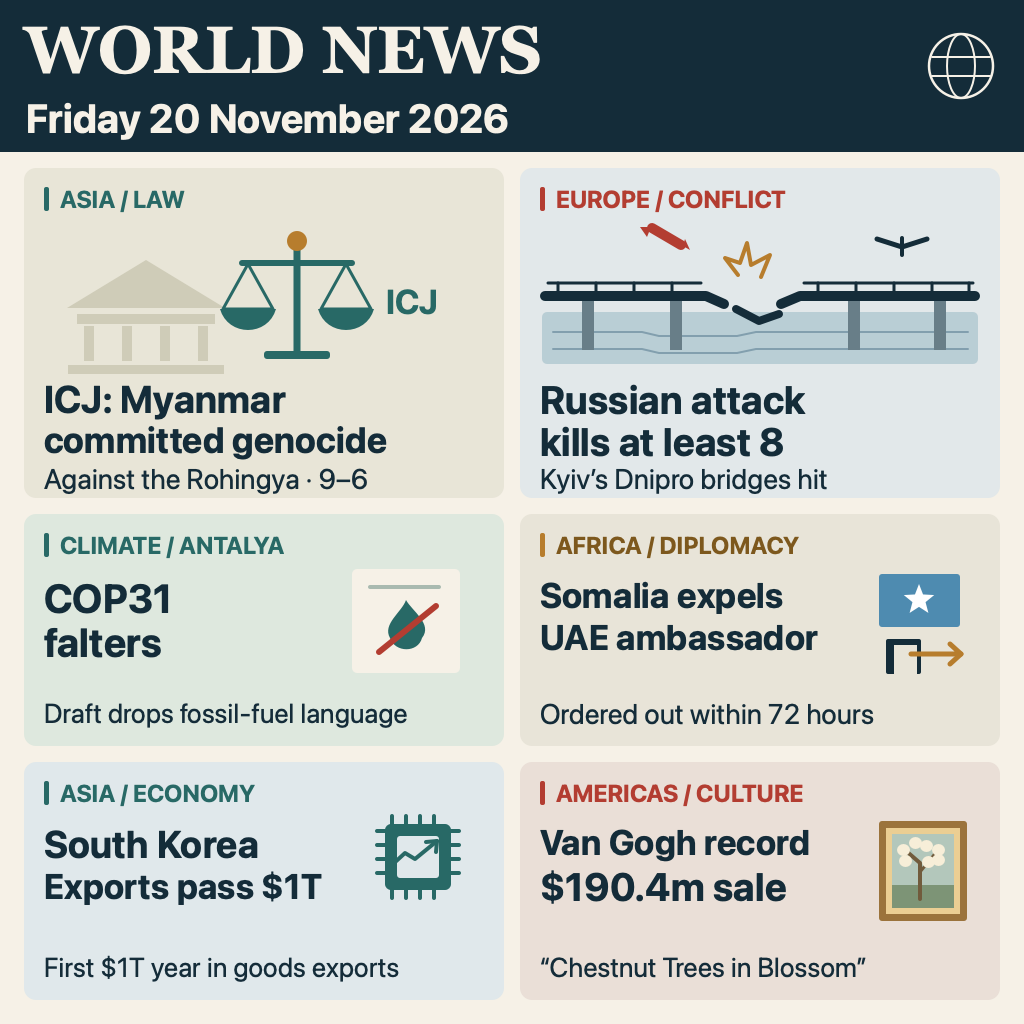 WORLD NEWS
Friday 20 November 2026
ASIA / LAW
ICJ
ICJ: Myanmar
committed genocide
Against the Rohingya · 9–6
EUROPE / CONFLICT
Russian attack
kills at least 8
Kyiv’s Dnipro bridges hit
CLIMATE / ANTALYA
COP31
falters
Draft drops fossil-fuel language
AFRICA / DIPLOMACY
Somalia expels
UAE ambassador
Ordered out within 72 hours
ASIA / ECONOMY
South Korea
Exports pass $1T
First $1T year in goods exports
AMERICAS / CULTURE
Van Gogh record
$190.4m sale
“Chestnut Trees in Blossom”